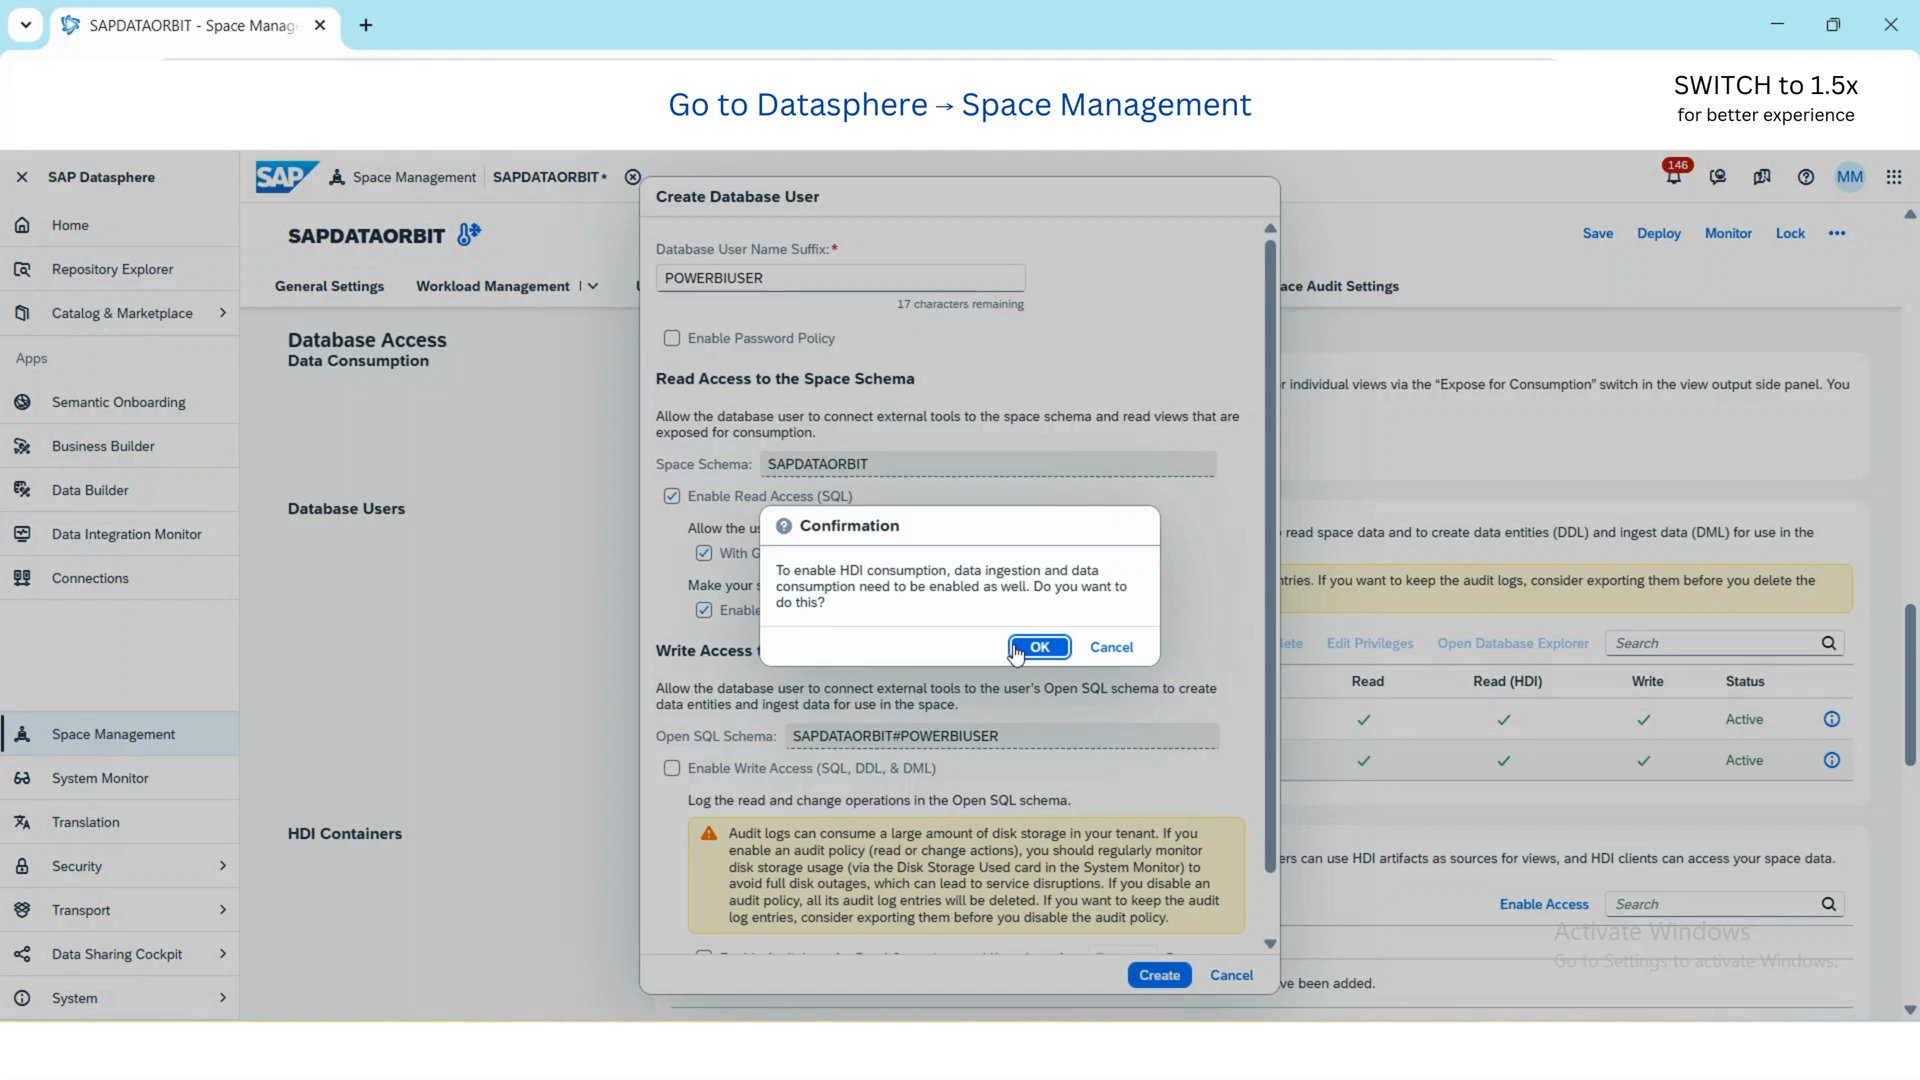 SAPDATAORBIT - Space Manag
Go to Datasphere → Space Management
SWITCH to 1.5x
for better experience
SAP Datasphere
SAP
Space Management
SAPDATAORBIT*
146
MM
Home
Repository Explorer
Catalog & Marketplace
Apps
Semantic Onboarding
Business Builder
Data Builder
Data Integration Monitor
Connections
Space Management
System Monitor
Translation
Security
Transport
Data Sharing Cockpit
System
SAPDATAORBIT
Save
Deploy
Monitor
Lock
General Settings
Workload Management
ace Audit Settings
Database Access
Data Consumption
Database Users
HDI Containers
Create Database User
Database User Name Suffix:*
POWERBIUSER
17 characters remaining
Enable Password Policy
Read Access to the Space Schema
Allow the database user to connect external tools to the space schema and read views that are
exposed for consumption.
Space Schema: SAPDATAORBIT
Enable Read Access (SQL)
Allow the us
With G
Make your s
Enable
Confirmation
To enable HDI consumption, data ingestion and data
consumption need to be enabled as well. Do you want to
do this?
OK
Cancel
Write Access
Allow the database user to connect external tools to the user's Open SQL schema to create
data entities and ingest data for use in the space.
Open SQL Schema: SAPDATAORBIT#POWERBIUSER
Enable Write Access (SQL, DDL, & DML)
Log the read and change operations in the Open SQL schema.
Audit logs can consume a large amount of disk storage in your tenant. If you
enable an audit policy (read or change actions), you should regularly monitor
disk storage usage (via the Disk Storage Used card in the System Monitor) to
avoid full disk outages, which can lead to service disruptions. If you disable an
audit policy, all its audit log entries will be deleted. If you want to keep the audit
log entries, consider exporting them before you disable the audit policy.
Create
Cancel
r individual views via the “Expose for Consumption” switch in the view output side panel. You
read space data and to create data entities (DDL) and ingest data (DML) for use in the
ntries. If you want to keep the audit logs, consider exporting them before you delete the
lete
Edit Privileges
Open Database Explorer
Search
Read
Read (HDI)
Write
Status
Active
Active
ers can use HDI artifacts as sources for views, and HDI clients can access your space data.
Enable Access
Search
Activate Windows
Go to Settings to activate Windows.
ve been added.